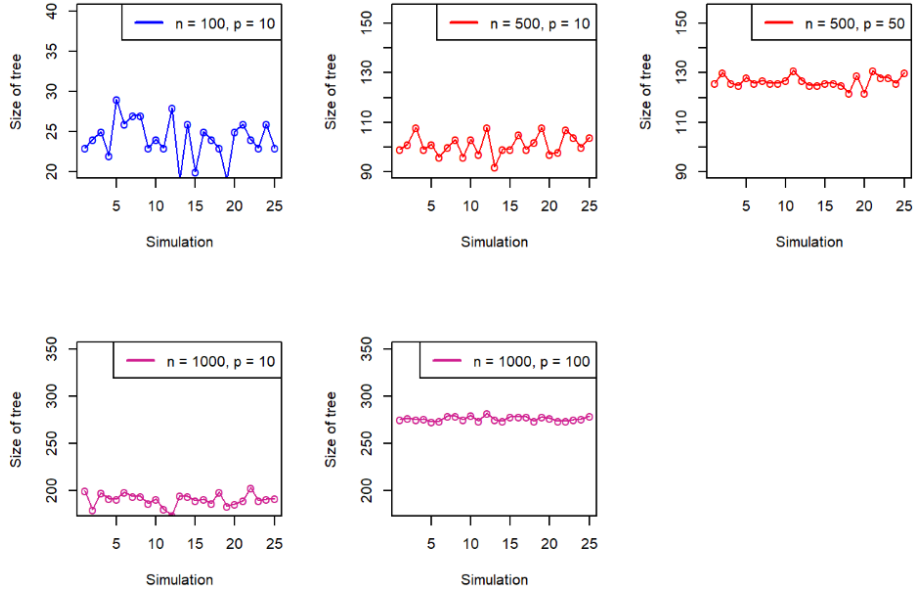 n = 100, p = 10
Size of tree
20 25 30 35 40
5 10 15 20 25
Simulation
n = 500, p = 10
Size of tree
90 110 130 150
5 10 15 20 25
Simulation
n = 500, p = 50
Size of tree
90 110 130 150
5 10 15 20 25
Simulation
n = 1000, p = 10
Size of tree
200 250 300 350
5 10 15 20 25
Simulation
n = 1000, p = 100
Size of tree
200 250 300 350
5 10 15 20 25
Simulation